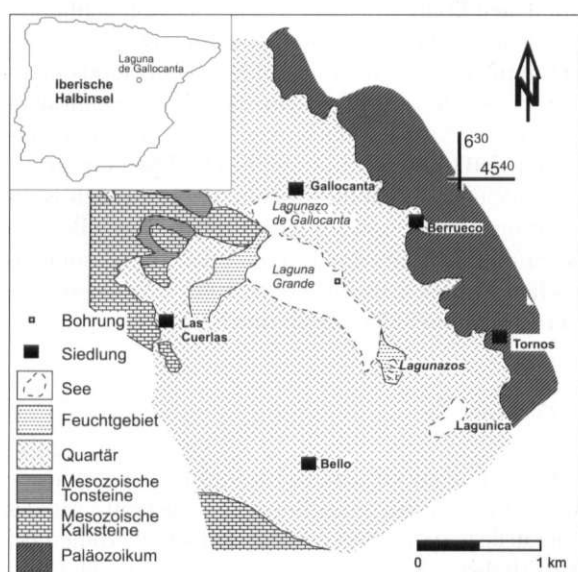 Laguna
de Gallocanta
Iberische
Halbinsel
N
6³⁰
45⁴⁰
Gallocanta
Lagunazo
de Gallocanta
Berrueco
Laguna
Grande
Las
Cuerlas
Tornos
Lagunazos
Lagunica
Bello
Bohrung
Siedlung
See
Feuchtgebiet
Quartär
Mesozoische
Tonsteine
Mesozoische
Kalksteine
Paläozoikum
0 1 km